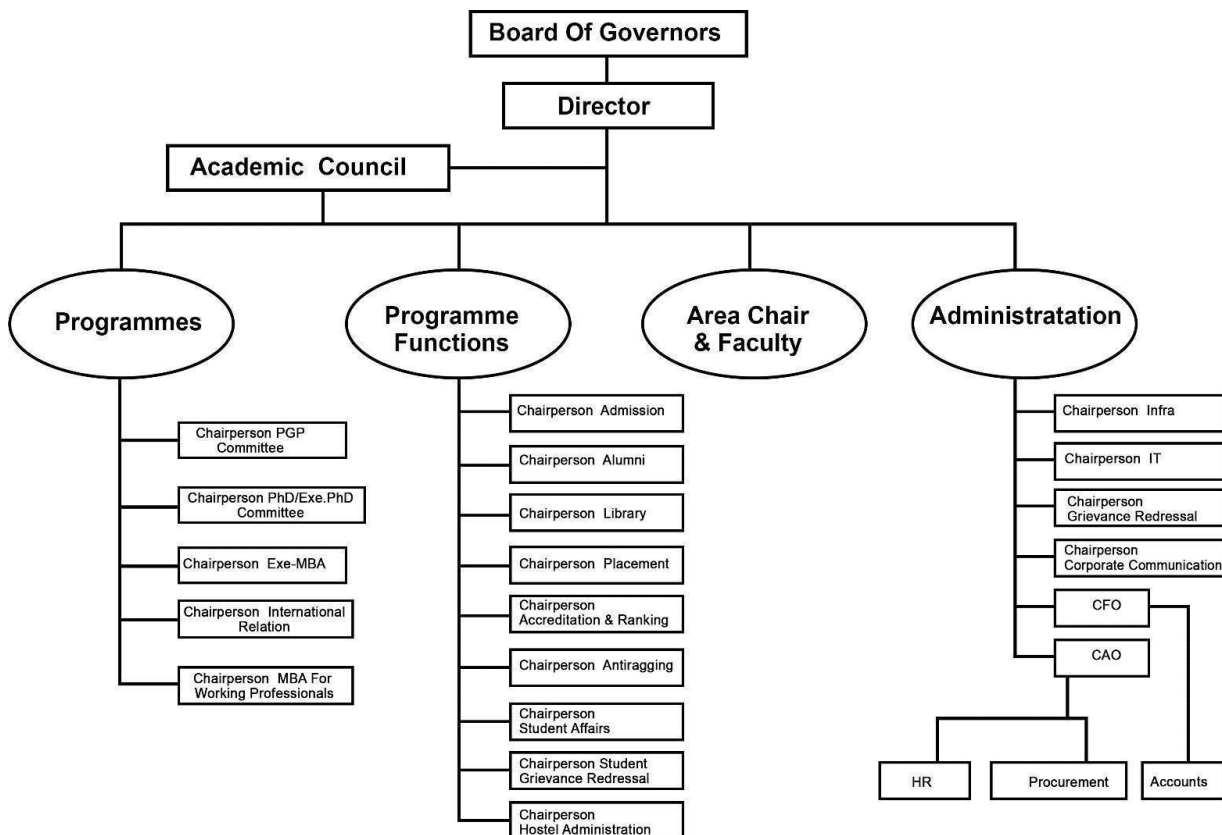 Board Of Governors
Director
Academic Council
Programmes
Programme
Functions
Area Chair
& Faculty
Administratation
Chairperson PGP
Committee
Chairperson PhD/Exe.PhD
Committee
Chairperson Exe-MBA
Chairperson International
Relation
Chairperson MBA For
Working Professionals
Chairperson Admission
Chairperson Alumni
Chairperson Library
Chairperson Placement
Chairperson
Accreditation & Ranking
Chairperson Antiragging
Chairperson
Student Affairs
Chairperson Student
Grievance Redressal
Chairperson
Hostel Administration
Chairperson Infra
Chairperson IT
Chairperson
Grievance Redressal
Chairperson
Corporate Communication
CFO
CAO
HR
Procurement
Accounts